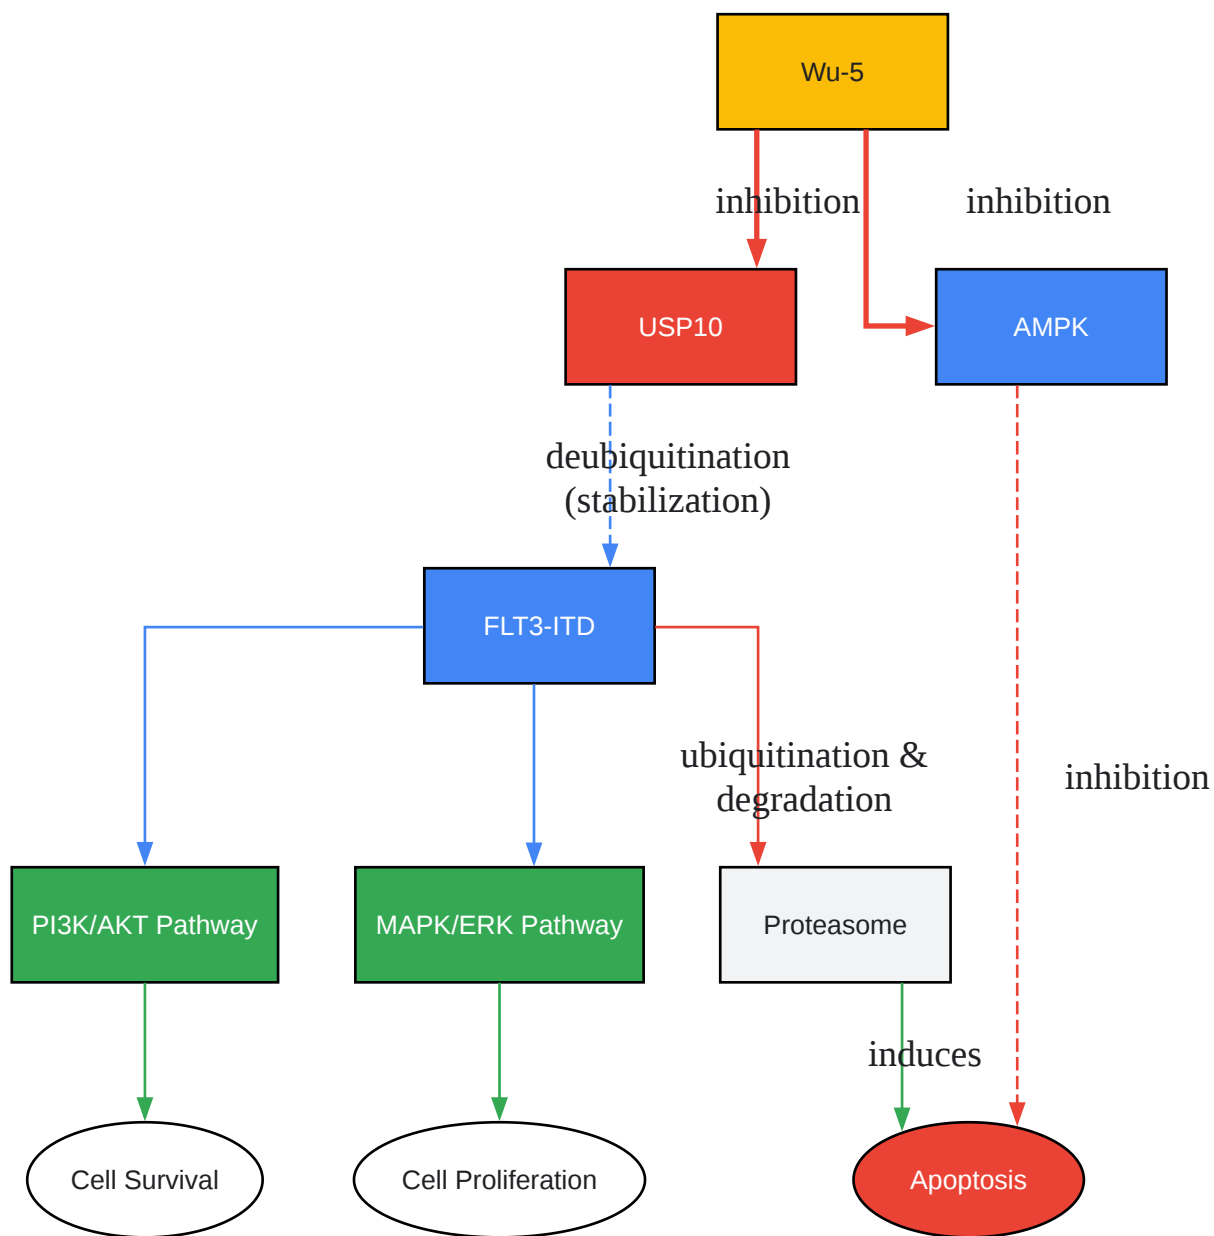 Wu-5
inhibition
inhibition
USP10
AMPK
deubiquitination
(stabilization)
FLT3-ITD
ubiquitination &
degradation
inhibition
PI3K/AKT Pathway
MAPK/ERK Pathway
Proteasome
induces
Cell Survival
Cell Proliferation
Apoptosis